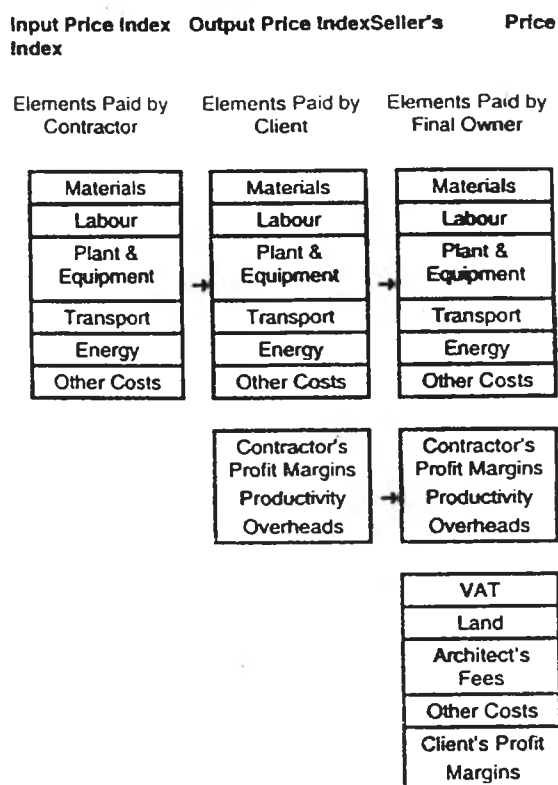 Input Price Index Output Price IndexSeller's Price
Index
Elements Paid by
Contractor
Elements Paid by
Client
Elements Paid by
Final Owner
Materials
Labour
Plant &
Equipment
Transport
Energy
Other Costs
Materials
Labour
Plant &
Equipment
Transport
Energy
Other Costs
Contractor's
Profit Margins
Productivity
Overheads
Materials
Labour
Plant &
Equipment
Transport
Energy
Other Costs
Contractor's
Profit Margins
Productivity
Overheads
VAT
Land
Architect's
Fees
Other Costs
Client's Profit
Margins